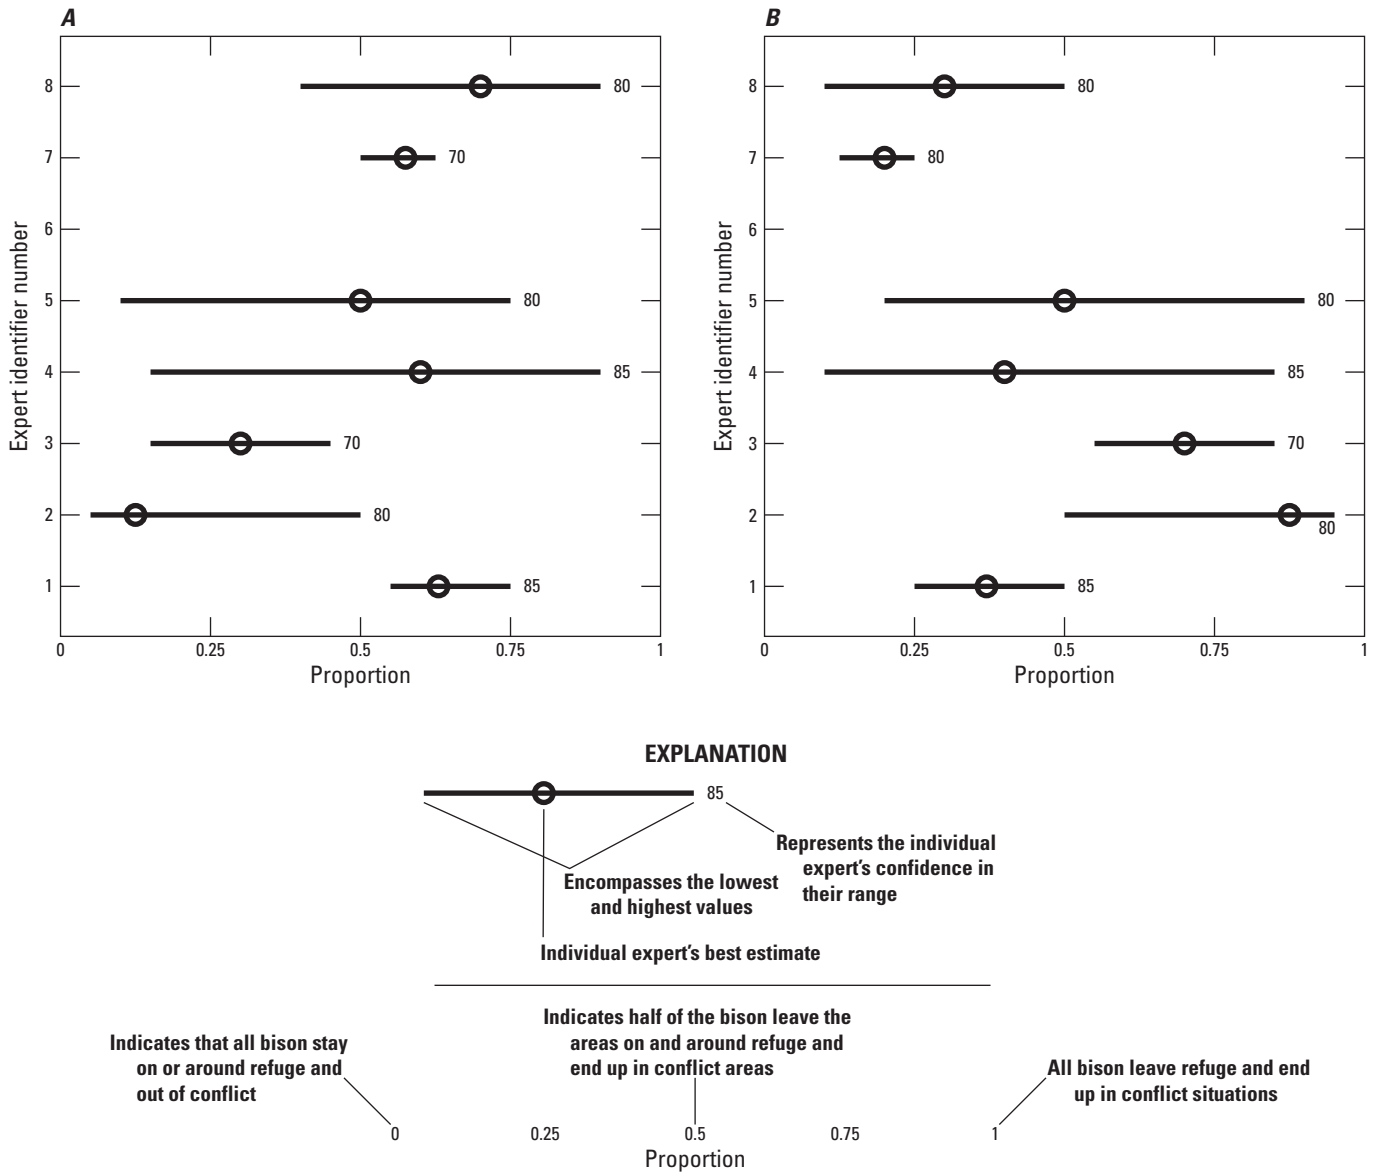 A
B
8
80
7
70
6
5
80
4
85
3
70
2
80
1
85
0
0.25
0.5
0.75
1
Proportion
Expert identifier number
8
80
7
80
6
5
80
4
85
3
70
2
80
1
85
0
0.25
0.5
0.75
1
Proportion
Expert identifier number
EXPLANATION
85
Represents the individual
expert's confidence in
their range
Encompasses the lowest
and highest values
Individual expert's best estimate
Indicates that all bison stay
on or around refuge and
out of conflict
Indicates half of the bison leave the
areas on and around refuge and
end up in conflict areas
All bison leave refuge and end
up in conflict situations
0
0.25
0.5
0.75
1
Proportion